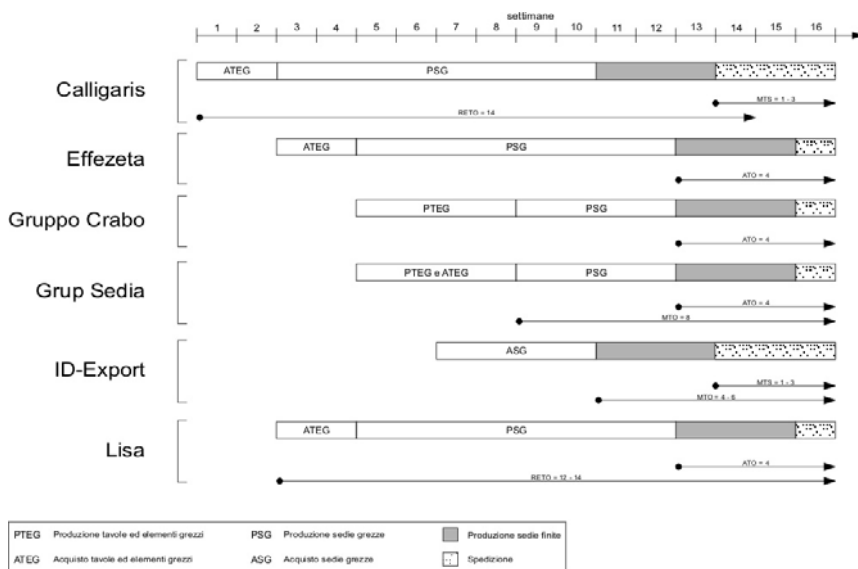 settimane
1 2 3 4 5 6 7 8 9 10 11 12 13 14 15 16
Calligaris
ATEG PSG
MTS = 1 - 3
RETO = 14
Effezeta
ATEG PSG
ATO = 4
Gruppo Crabo
PTEG PSG
ATO = 4
Grup Sedia
PTEG e ATEG PSG
ATO = 4
MTO = 8
ID-Export
ASG
MTS = 1 - 3
MTO = 4 - 6
Lisa
ATEG PSG
ATO = 4
RETO = 12 - 14
PTEG Produzione tavole ed elementi grezzi PSG Produzione sedie grezze Produzione sedie finite
ATEG Acquisto tavole ed elementi grezzi ASG Acquisto sedie grezze Spedizione